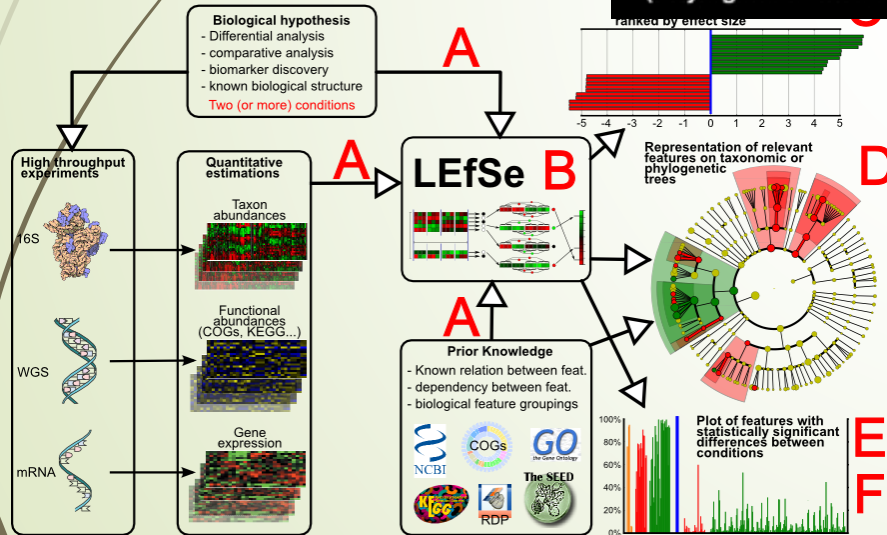 Biological hypothesis
- Differential analysis
- comparative analysis
- biomarker discovery
- known biological structure
Two (or more) conditions
A
A
A
High throughput
experiments
16S
WGS
mRNA
Quantitative
estimations
Taxon
abundances
Functional
abundances
(COGs, KEGG...)
Gene
expression
LEfSe
B
Prior Knowledge
- Known relation between feat.
- dependency between feat.
- biological feature groupings
NCBI
COGs
GO
the Gene Ontology
KEGG
RDP
The SEED
ranked by effect size
-5 -4 -3 -2 -1 0 1 2 3 4 5
Representation of relevant
features on taxonomic or
phylogenetic
trees
D
Plot of features with
statistically significant
differences between
conditions
100%
80%
60%
40%
20%
0%
E
F